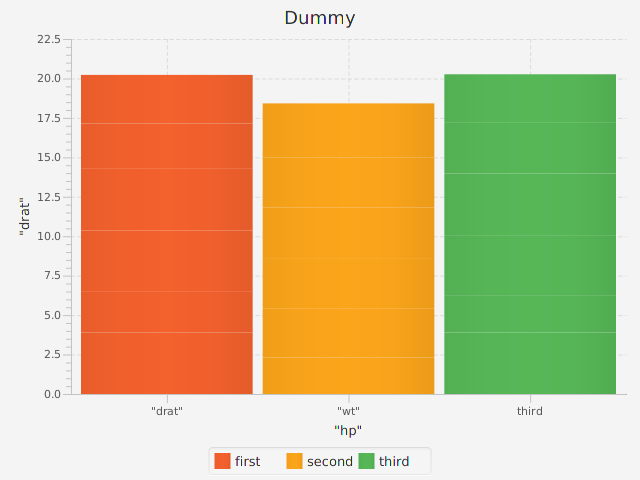 Dummy
22.5
20.0
17.5
15.0
12.5
10.0
7.5
5.0
2.5
0.0
"drat"
"drat" "wt" third
"hp"
first second third